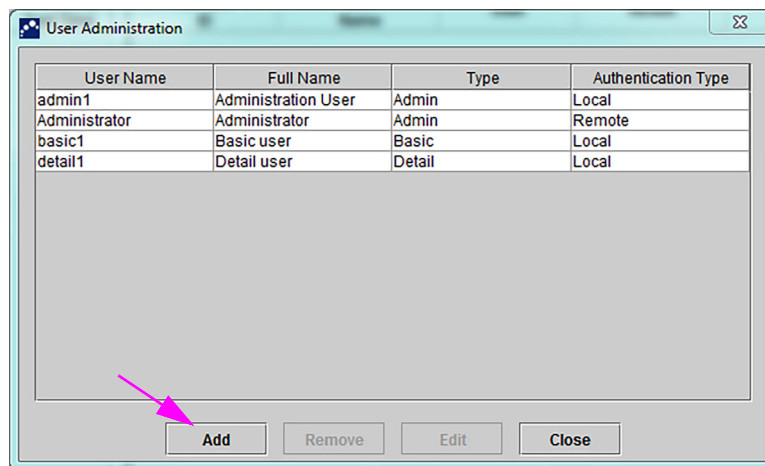 User Administration
User Name Full Name Type Authentication Type
admin1 Administration User Admin Local
Administrator Administrator Admin Remote
basic1 Basic user Basic Local
detail1 Detail user Detail Local
Add Remove Edit Close